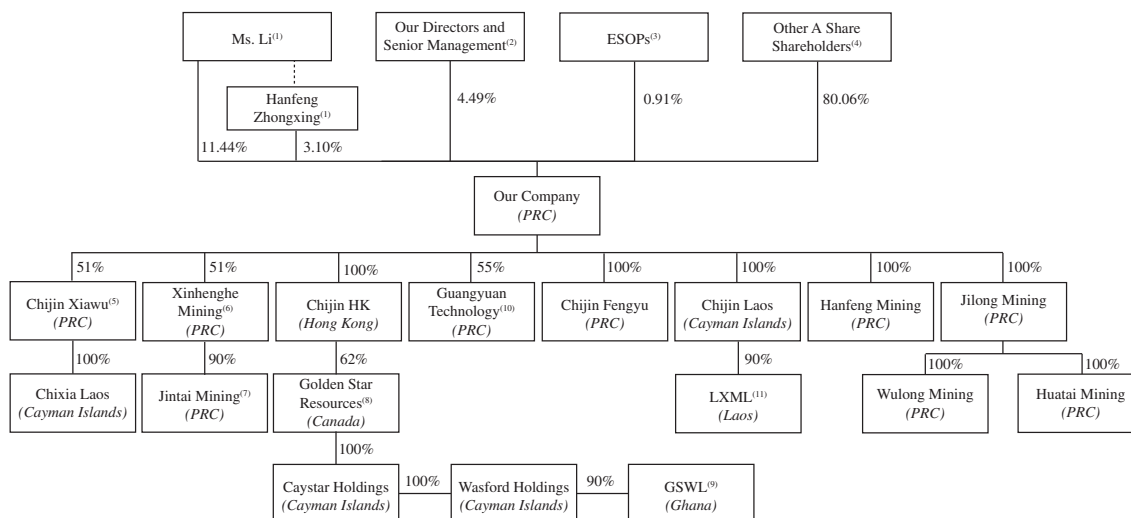 Ms. Li(1)
Our Directors and
Senior Management(2)
ESOPs(3)
Other A Share
Shareholders(4)
Hanfeng
Zhongxing(1)
4.49%
0.91%
80.06%
11.44%
3.10%
Our Company
(PRC)
51%
51%
100%
55%
100%
100%
100%
100%
Chijin Xiawu(5)
(PRC)
Xinhenghe
Mining(6)
(PRC)
Chijin HK
(Hong Kong)
Guangyuan
Technology(10)
(PRC)
Chijin Fengyu
(PRC)
Chijin Laos
(Cayman Islands)
Hanfeng Mining
(PRC)
Jilong Mining
(PRC)
100%
90%
62%
90%
100%
100%
Chixia Laos
(Cayman Islands)
Jintai Mining(7)
(PRC)
Golden Star
Resources(8)
(Canada)
LXML(11)
(Laos)
Wulong Mining
(PRC)
Huatai Mining
(PRC)
100%
Caystar Holdings
(Cayman Islands)
100%
Wasford Holdings
(Cayman Islands)
90%
GSWL(9)
(Ghana)